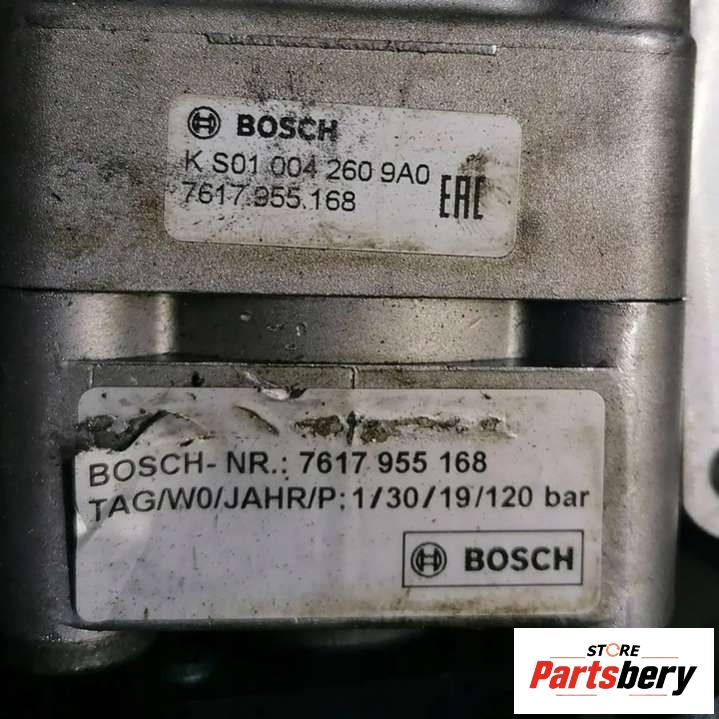 BOSCH
K S01 004 260 9A0
7617.955.168
EAC
BOSCH- NR.: 7617 955 168
TAG/W0/JAHR/P: 1/30/19/120 bar
BOSCH
STORE
Partsbery